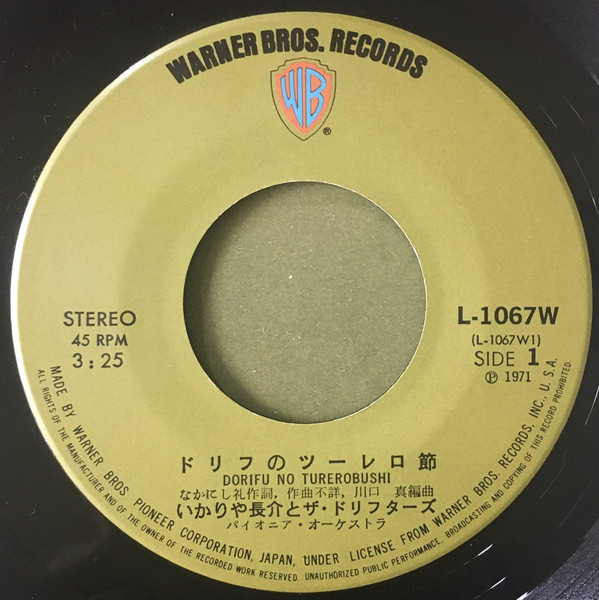 WARNER BROS. RECORDS
WB
®
STEREO
45 RPM
3:25
L-1067W
(L-1067W1)
SIDE 1
Ⓟ 1971
ドリフのツーレロ節
DORIFU NO TUREROBUSHI
なかにし礼作詞, 作曲不詳, 川口 真編曲
いかりや長介とザ・ドリフターズ
パイオニア・オーケストラ
MADE BY WARNER BROS. PIONEER CORPORATION, JAPAN, UNDER LICENSE FROM WARNER BROS. RECORDS, INC., U.S.A.
ALL RIGHTS OF THE MANUFACTURER AND OF THE OWNER OF THE RECORDED WORK RESERVED. UNAUTHORIZED PUBLIC PERFORMANCE, BROADCASTING AND COPYING OF THIS RECORD PROHIBITED.